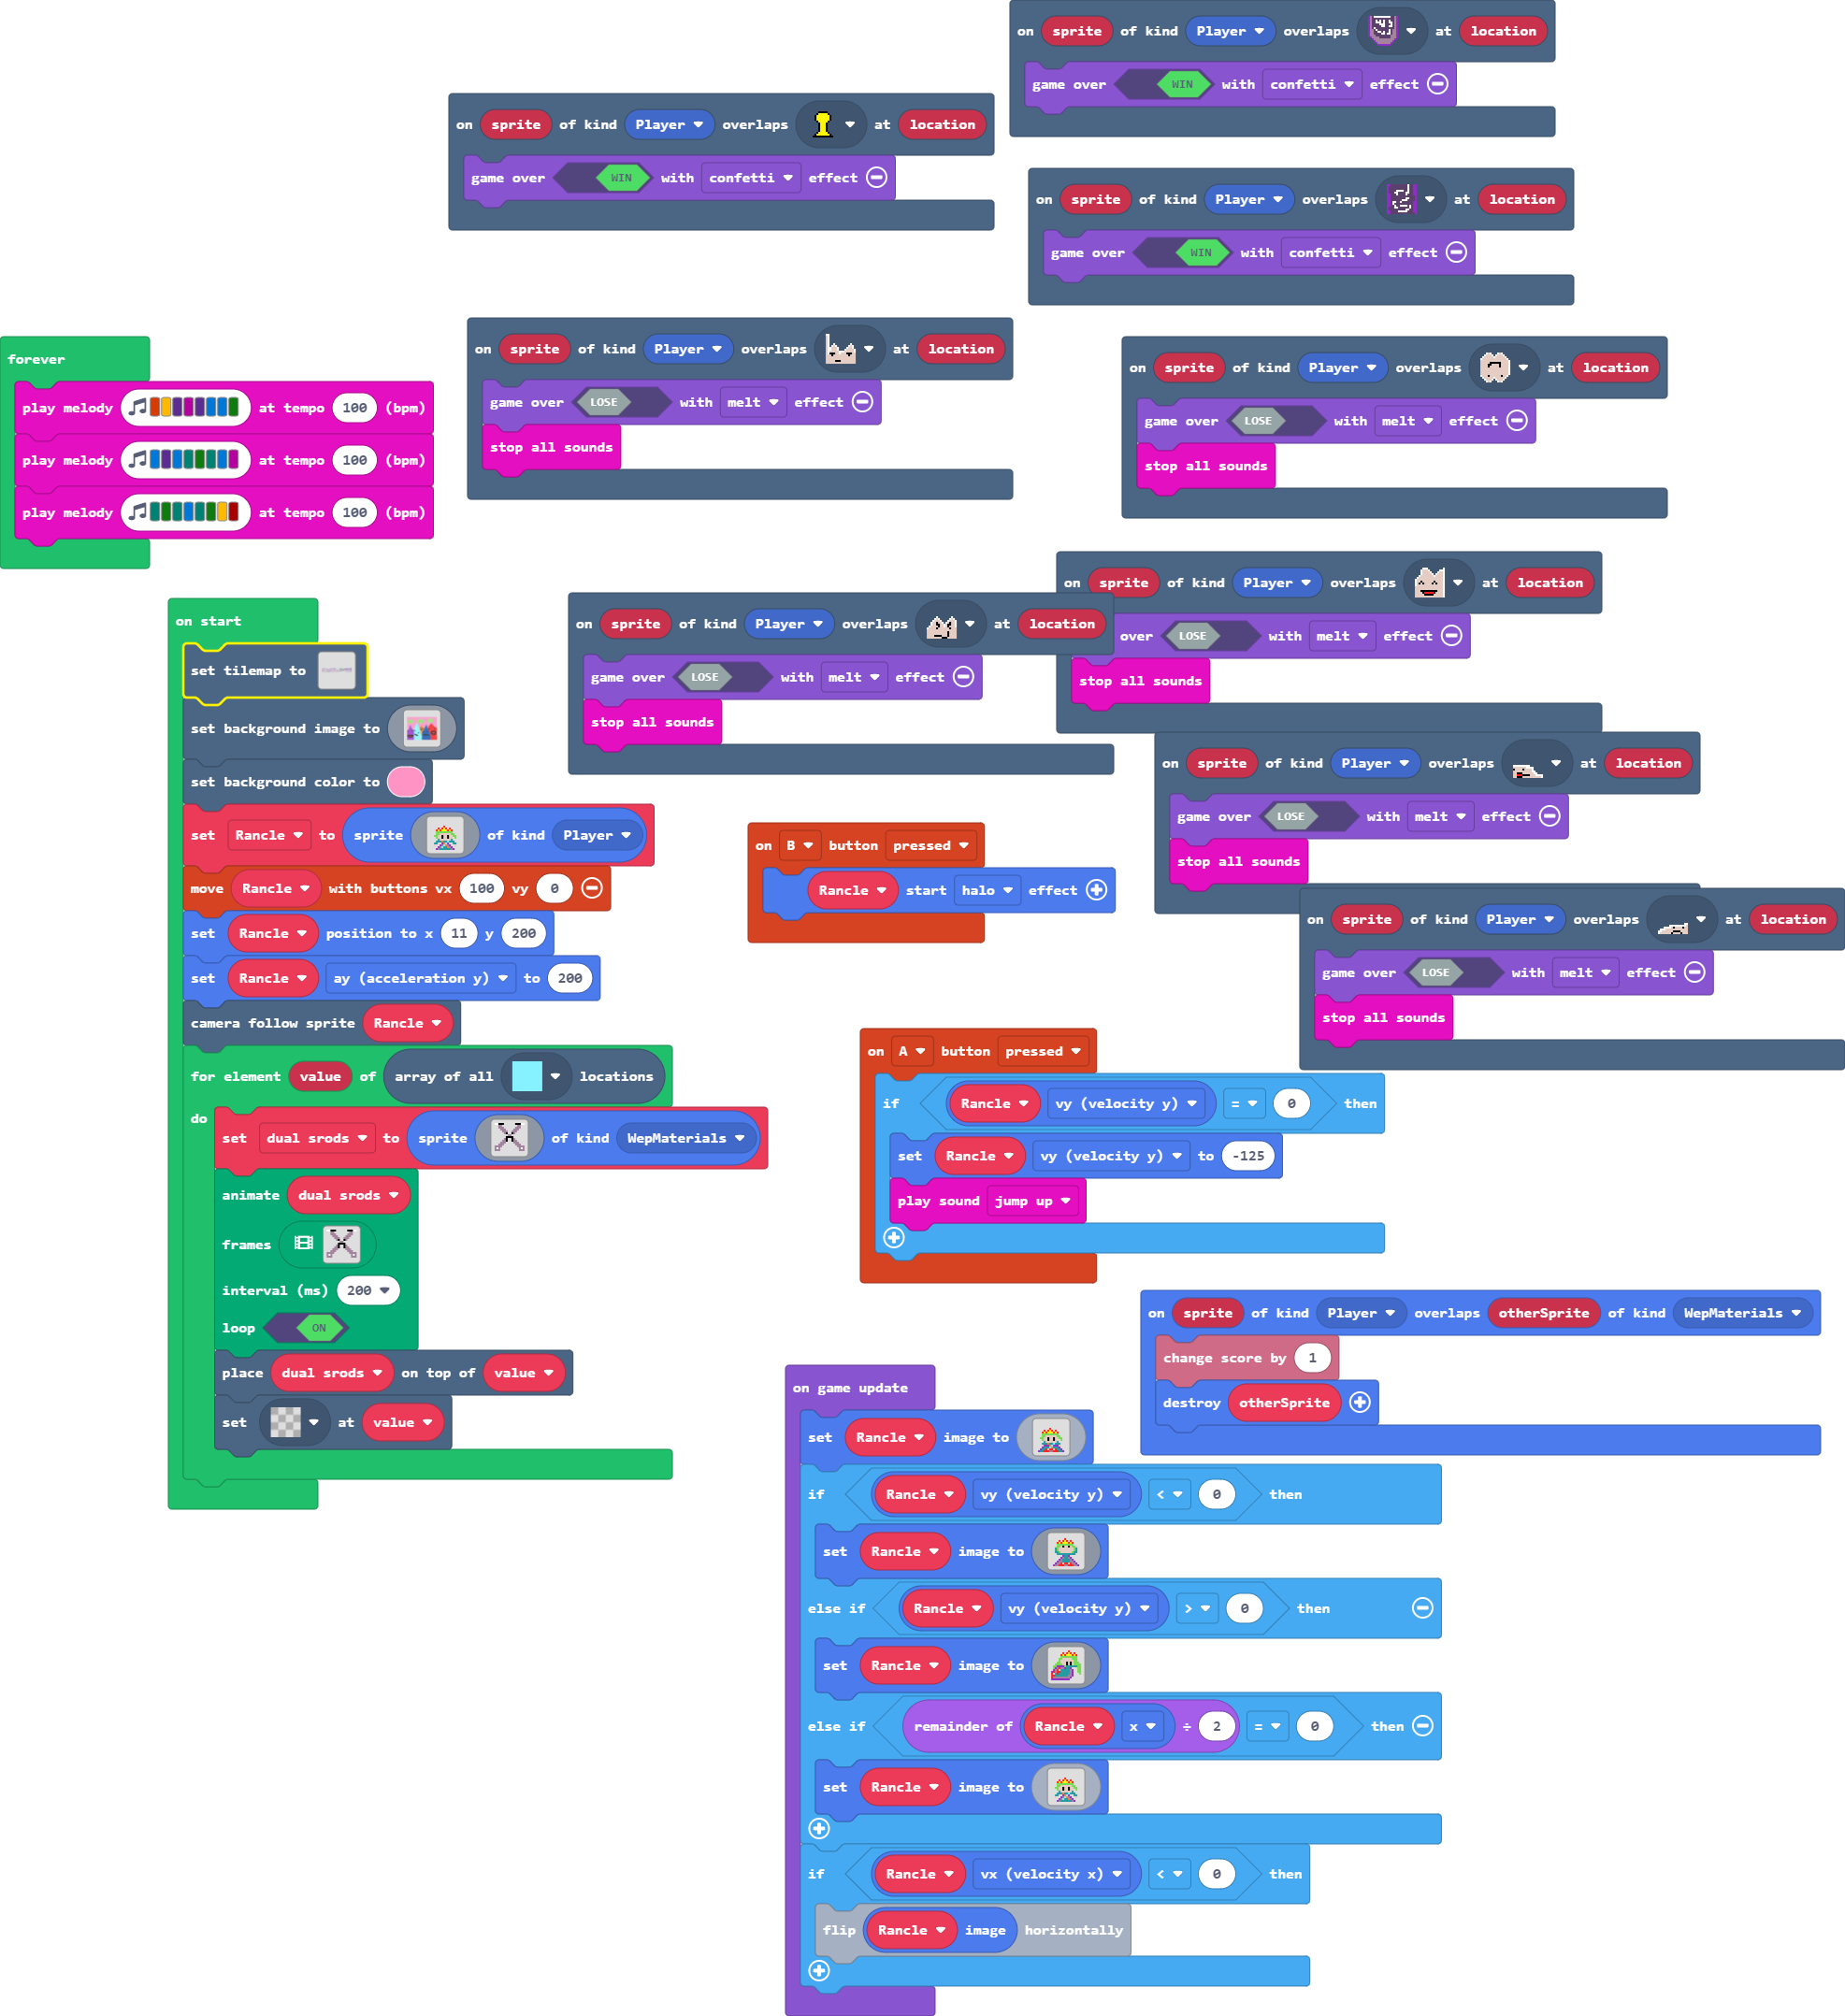 on sprite of kind Player overlaps at location
game over WIN with confetti effect
on sprite of kind Player overlaps at location
game over WIN with confetti effect
on sprite of kind Player overlaps at location
game over WIN with confetti effect
forever
play melody at tempo 100 (bpm)
play melody at tempo 100 (bpm)
play melody at tempo 100 (bpm)
on sprite of kind Player overlaps at location
game over LOSE with melt effect
stop all sounds
on sprite of kind Player overlaps at location
game over LOSE with melt effect
stop all sounds
on sprite of kind Player overlaps at location
over LOSE with melt effect
stop all sounds
on sprite of kind Player overlaps at location
game over LOSE with melt effect
stop all sounds
on sprite of kind Player overlaps at location
game over LOSE with melt effect
stop all sounds
on sprite of kind Player overlaps at location
game over LOSE with melt effect
stop all sounds
on start
set tilemap to
set background image to
set background color to
set Rancle to sprite of kind Player
move Rancle with buttons vx 100 vy 0
set Rancle position to x 11 y 200
set Rancle ay (acceleration y) to 200
camera follow sprite Rancle
for element value of array of all locations
do
set dual srods to sprite of kind WepMaterials
animate dual srods
frames
interval (ms) 200
loop ON
place dual srods on top of value
set at value
on B button pressed
Rancle start halo effect
on A button pressed
if Rancle vy (velocity y) = 0 then
set Rancle vy (velocity y) to -125
play sound jump up
on sprite of kind Player overlaps otherSprite of kind WepMaterials
change score by 1
destroy otherSprite
on game update
set Rancle image to
if Rancle vy (velocity y) < 0 then
set Rancle image to
else if Rancle vy (velocity y) > 0 then
set Rancle image to
else if remainder of Rancle x ÷ 2 = 0 then
set Rancle image to
if Rancle vx (velocity x) < 0 then
flip Rancle image horizontally